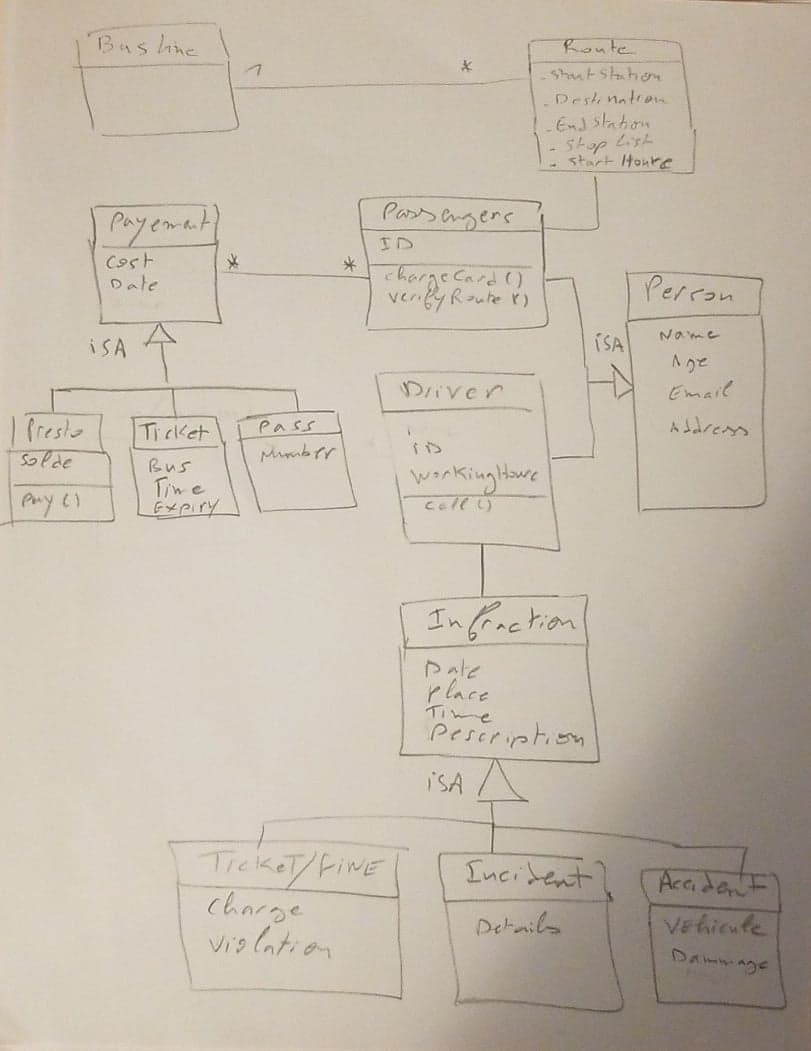 Bus line
1
*
Route
- Start Station
- Destination
- End Station
- Stop List
- Start Houre
Payement
Cost
Date
*
*
Passengers
ID
chargeCard ()
verifyRoute ()
Person
Name
Age
Email
Address
iSA
iSA
Driver
ID
WorkingHoure
Call ()
Presto
Solde
Pay ()
Ticket
Bus
Time
Expiry
Pass
Number
Infraction
Date
Place
Time
Description
iSA
TickeT/FiNE
Charge
Violation
Incident
Details
Accident
Vehicule
Dammage